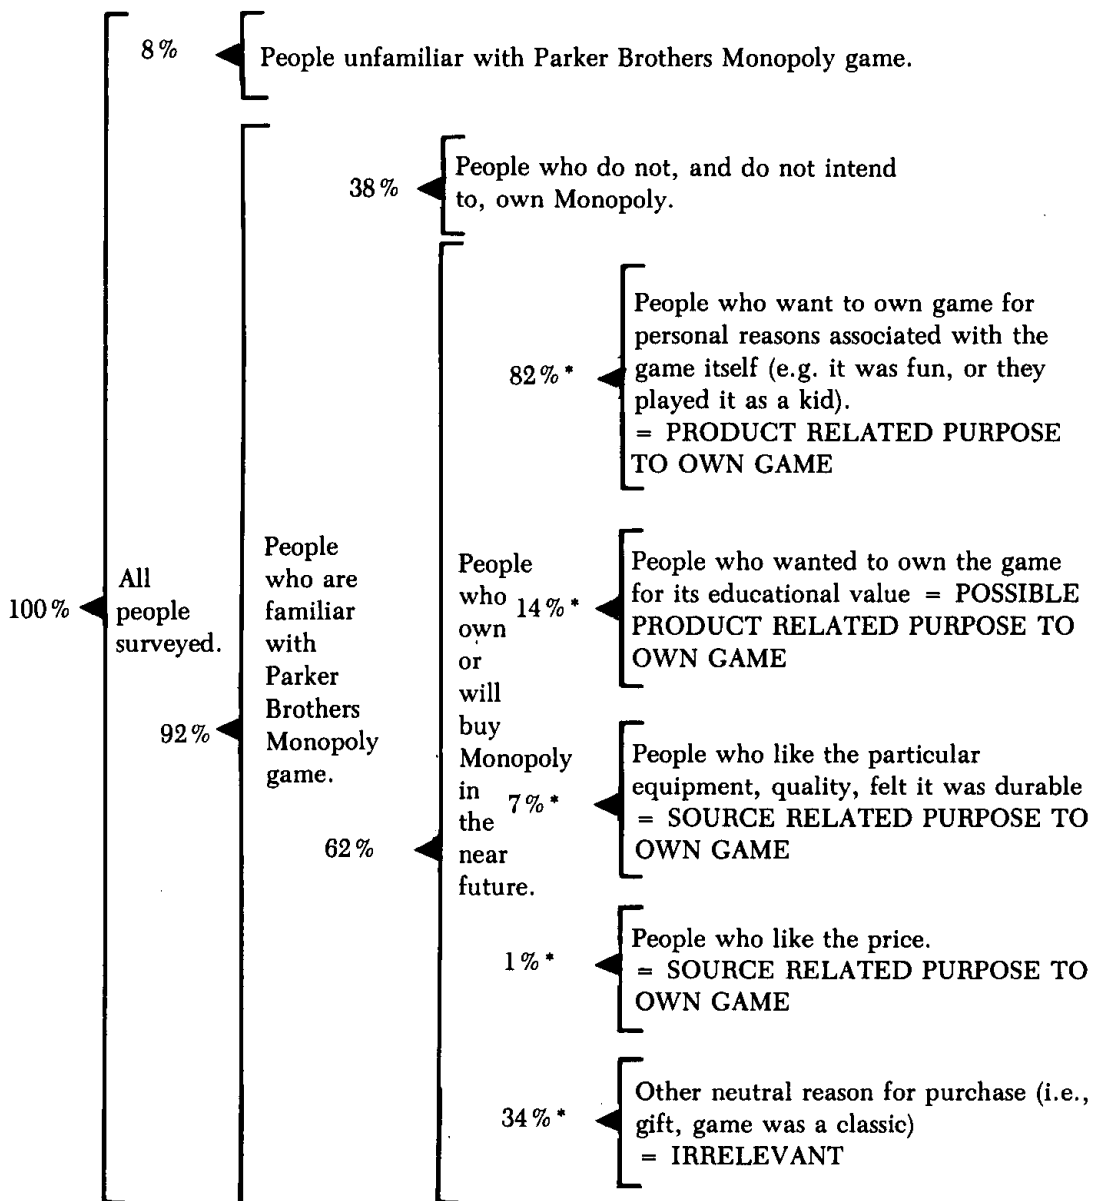 8%
People unfamiliar with Parker Brothers Monopoly game.
38%
People who do not, and do not intend
to, own Monopoly.
82%*
People who want to own game for
personal reasons associated with the
game itself (e.g. it was fun, or they
played it as a kid).
= PRODUCT RELATED PURPOSE
TO OWN GAME
100%
All
people
surveyed.
92%
People
who are
familiar
with
Parker
Brothers
Monopoly
game.
62%
People
who
own
or
will
buy
Monopoly
in
the
near
future.
14%*
People who wanted to own the game
for its educational value = POSSIBLE
PRODUCT RELATED PURPOSE TO
OWN GAME
7%*
People who like the particular
equipment, quality, felt it was durable
= SOURCE RELATED PURPOSE TO
OWN GAME
1%*
People who like the price.
= SOURCE RELATED PURPOSE TO
OWN GAME
34%*
Other neutral reason for purchase (i.e.,
gift, game was a classic)
= IRRELEVANT